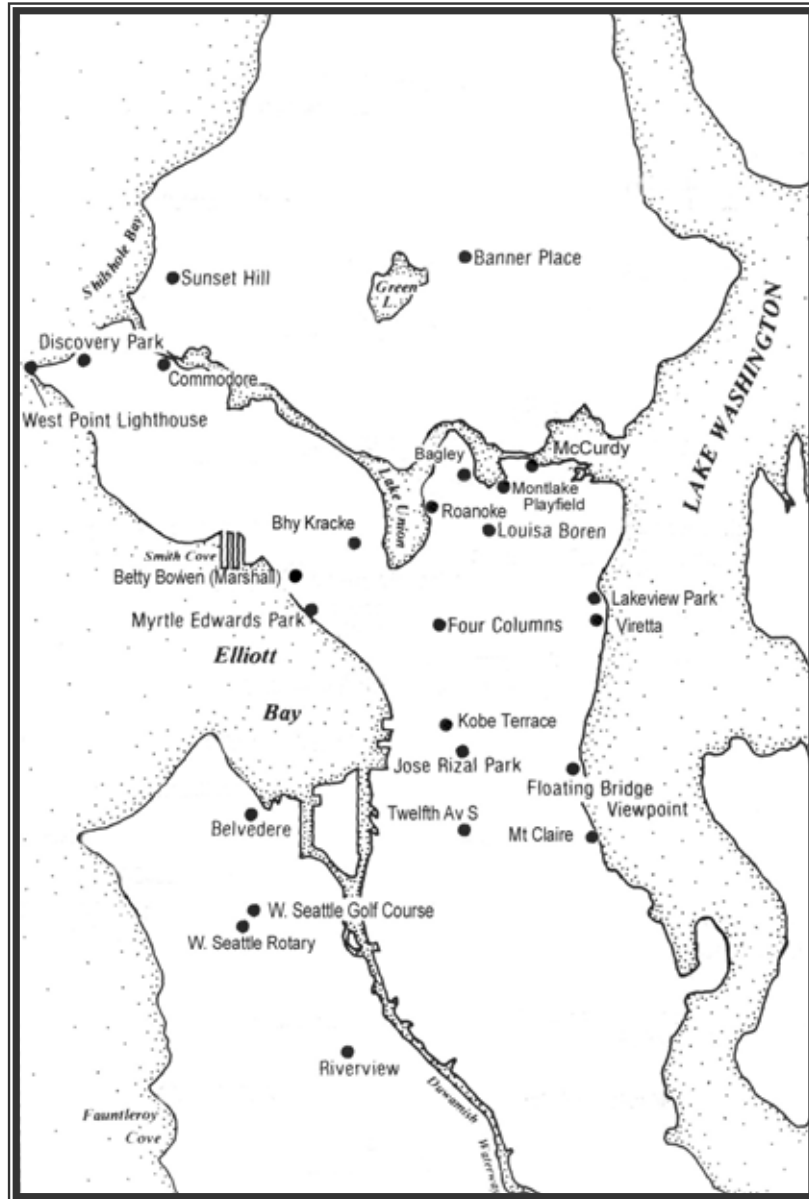 Shilshole Bay
Sunset Hill
Banner Place
Green
L.
LAKE WASHINGTON
Discovery Park
Commodore
West Point Lighthouse
McCurdy
Bagley
Montlake
Playfield
Lake Union
Roanoke
Louisa Boren
Bhy Kracke
Smith Cove
Betty Bowen (Marshall)
Lakeview Park
Myrtle Edwards Park
Four Columns
Viretta
Elliott
Bay
Kobe Terrace
Jose Rizal Park
Floating Bridge
Viewpoint
Belvedere
Twelfth Av S
Mt Claire
W. Seattle Golf Course
W. Seattle Rotary
Riverview
Duwamish
Waterway
Fauntleroy
Cove